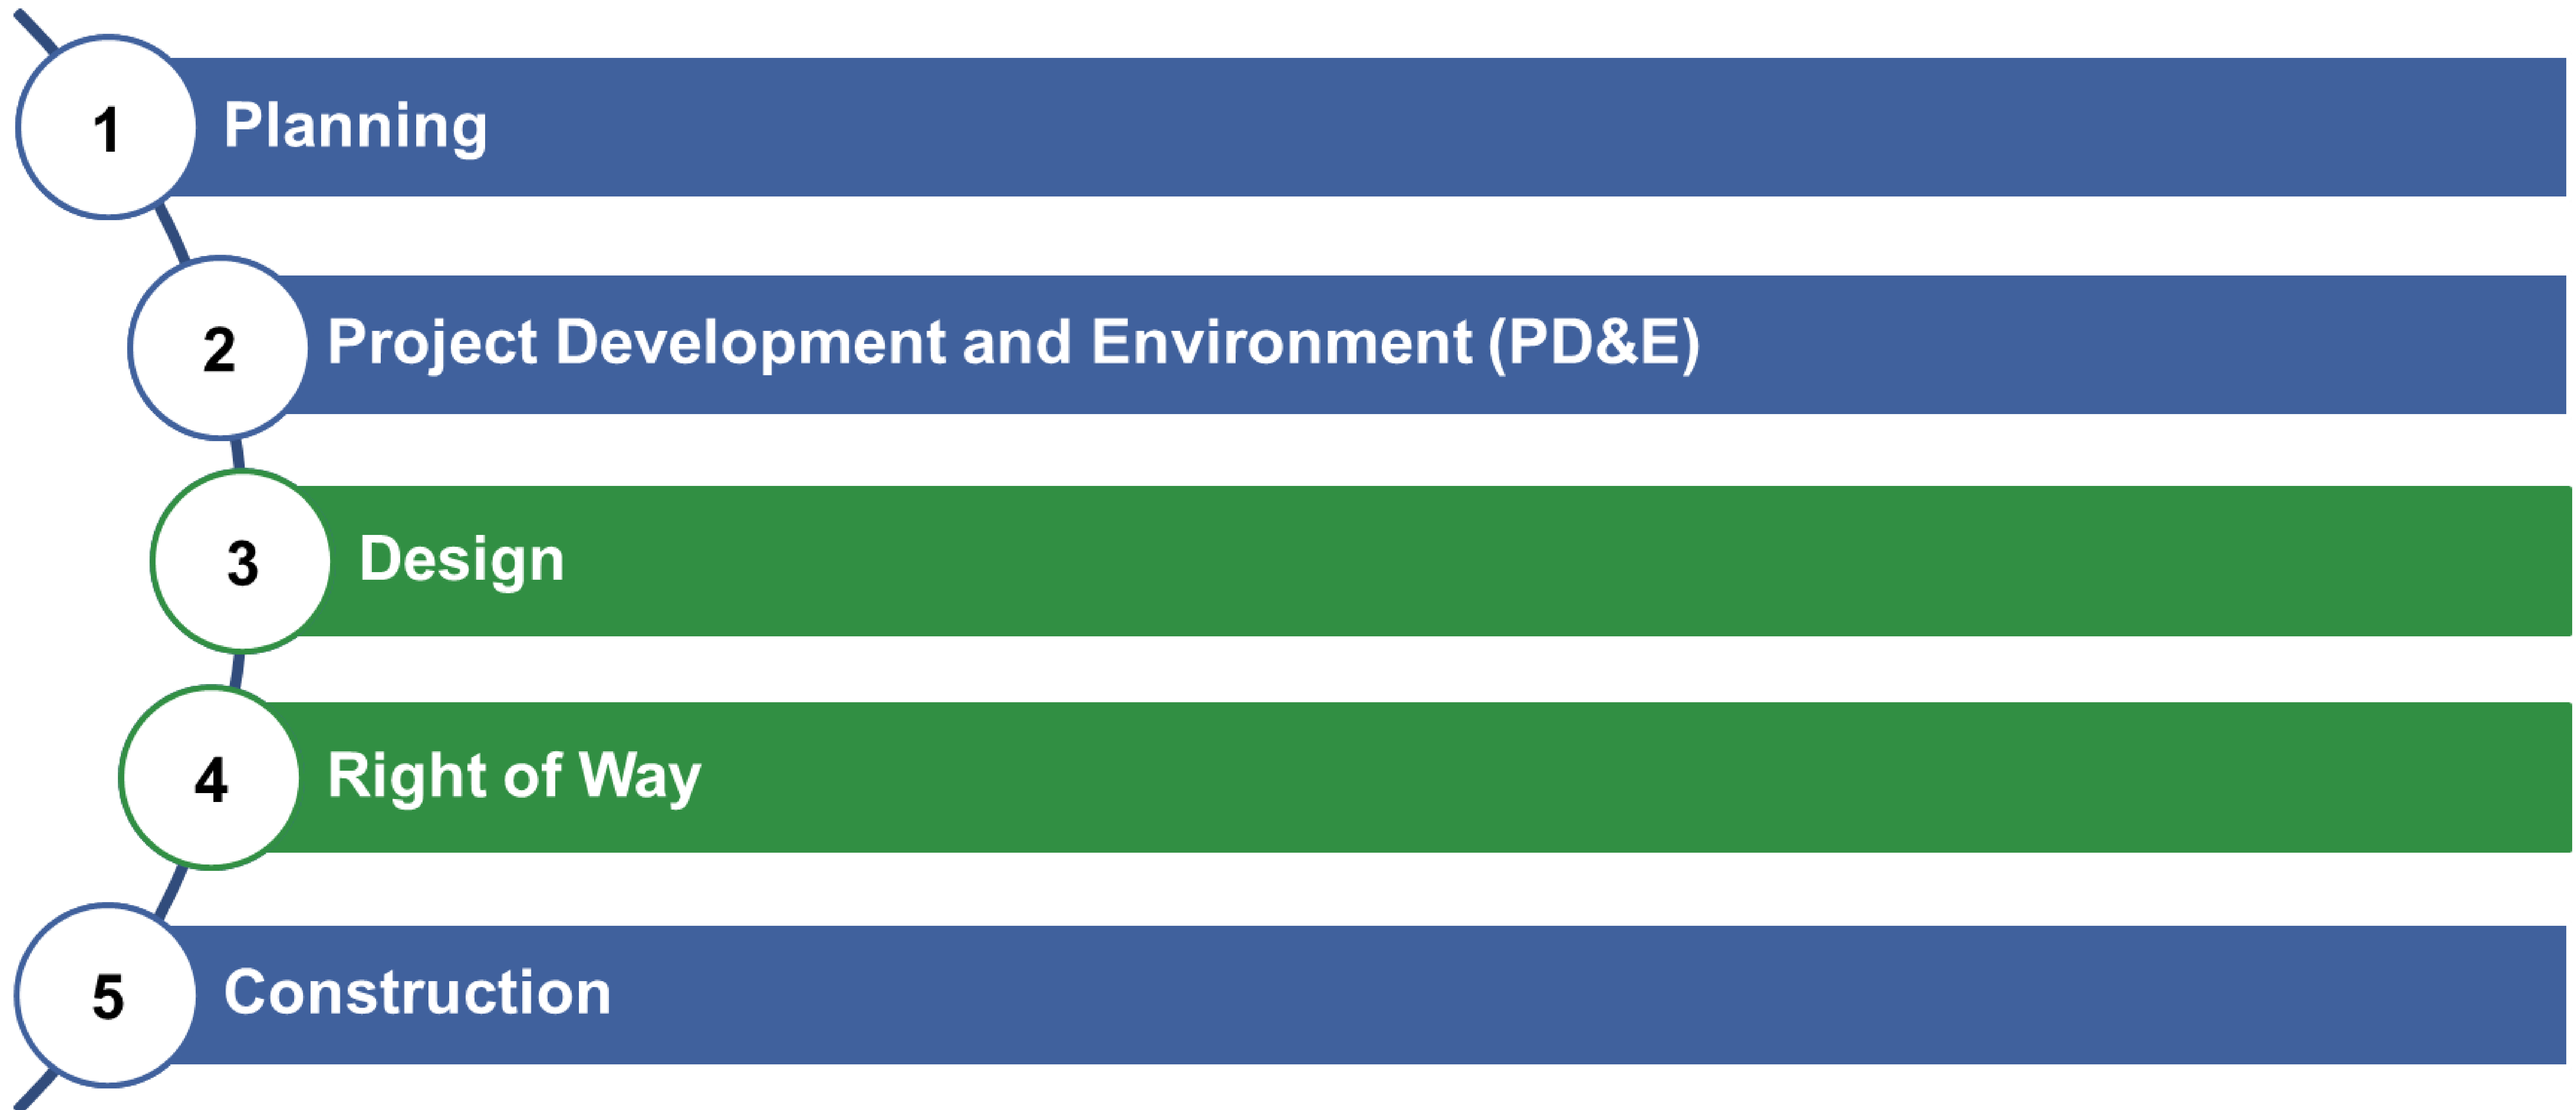 1 Planning
2 Project Development and Environment (PD&E)
3 Design
4 Right of Way
5 Construction